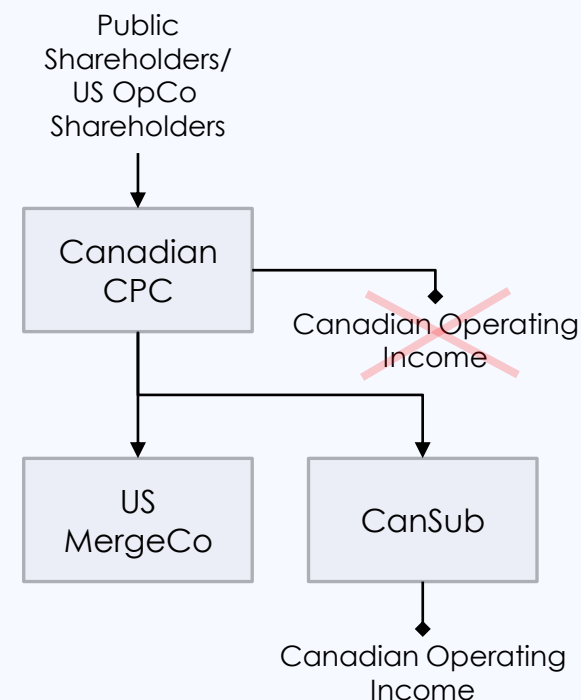 Public
Shareholders/
US OpCo
Shareholders
Canadian
CPC
Canadian Operating
Income
US
MergeCo
CanSub
Canadian Operating
Income